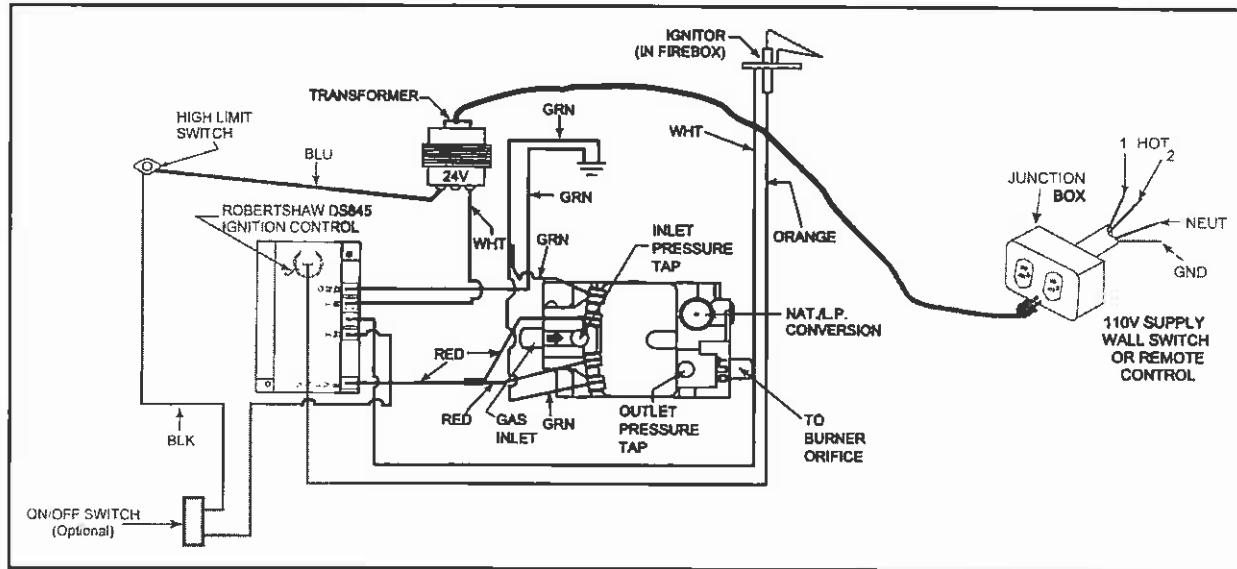 IGNITOR
(IN FIREBOX)
TRANSFORMER
GRN
HIGH LIMIT
SWITCH
WHT
BLU
24V
1 HOT
2
JUNCTION
BOX
GRN
ROBERTSHAW DS845
IGNITION CONTROL
NEUT
WHT
GRN
INLET
PRESSURE
TAP
ORANGE
GND
NAT./L.P.
CONVERSION
110V SUPPLY
WALL SWITCH
OR REMOTE
CONTROL
RED
RED
GAS
INLET
GRN
OUTLET
PRESSURE
TAP
TO
BURNER
ORIFICE
BLK
ON/OFF SWITCH
(Optional)